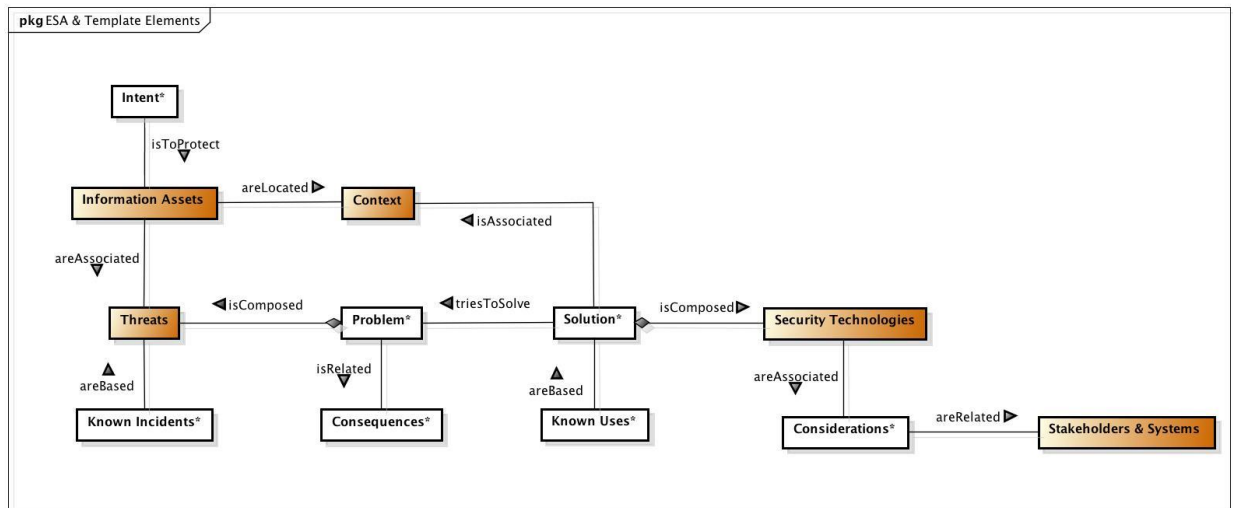 pkg ESA & Template Elements
Intent*
isToProtect
Information Assets
areLocated
Context
isAssociated
areAssociated
Threats
isComposed
Problem*
triesToSolve
Solution*
isComposed
Security Technologies
areBased
isRelated
areBased
areAssociated
Known Incidents*
Consequences*
Known Uses*
Considerations*
areRelated
Stakeholders & Systems